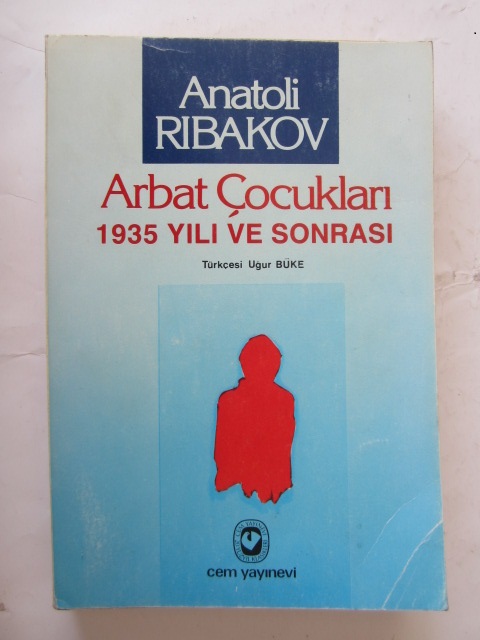 Anatoli
RIBAKOV
Arbat Çocukları
1935 YILI VE SONRASI
Türkçesi Uğur BÜKE
cem yayınevi